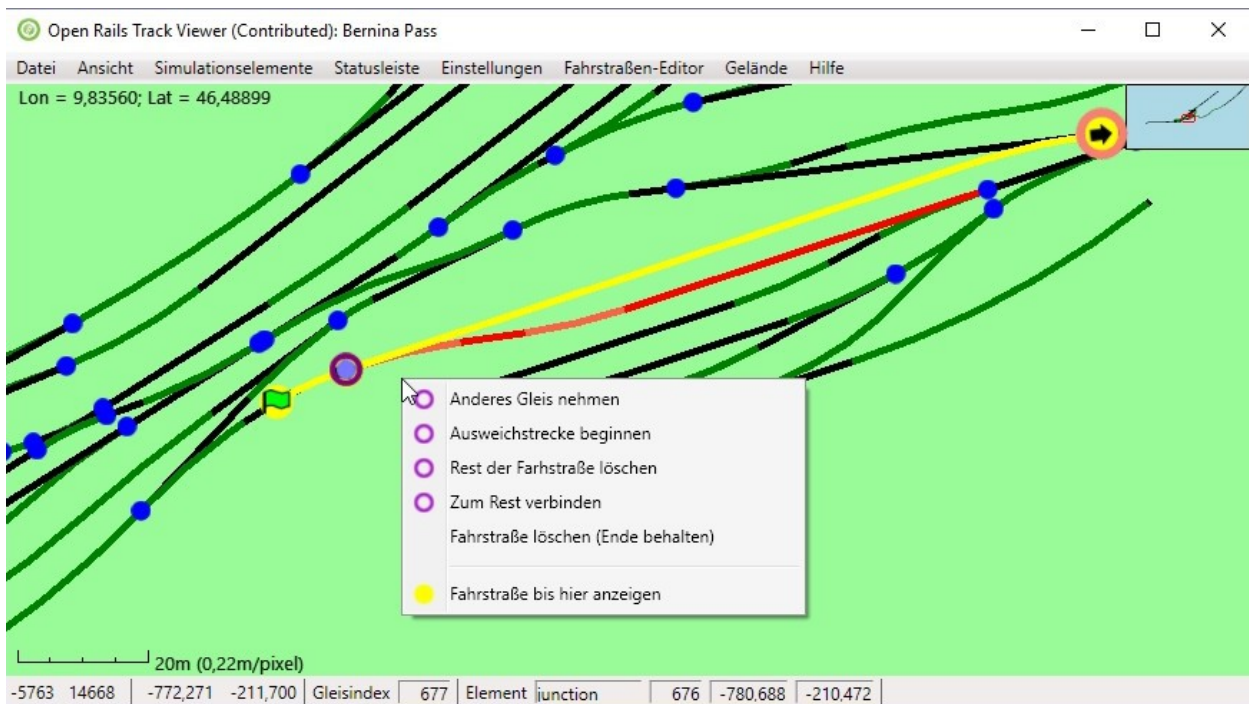 Open Rails Track Viewer (Contributed): Bernina Pass
Datei Ansicht Simulationselemente Statusleiste Einstellungen Fahrstraßen-Editor Gelände Hilfe
Lon = 9,83560; Lat = 46,48899
Anderes Gleis nehmen
Ausweichstrecke beginnen
Rest der Farhstraße löschen
Zum Rest verbinden
Fahrstraße löschen (Ende behalten)
Fahrstraße bis hier anzeigen
20m (0,22m/pixel)
-5763 14668 -772,271 -211,700 Gleisindex 677 Element junction 676 -780,688 -210,472